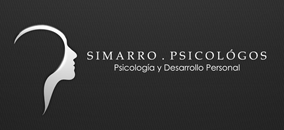 SIMARRO . PSICOLÓGOS
Psicología y Desarrollo Personal